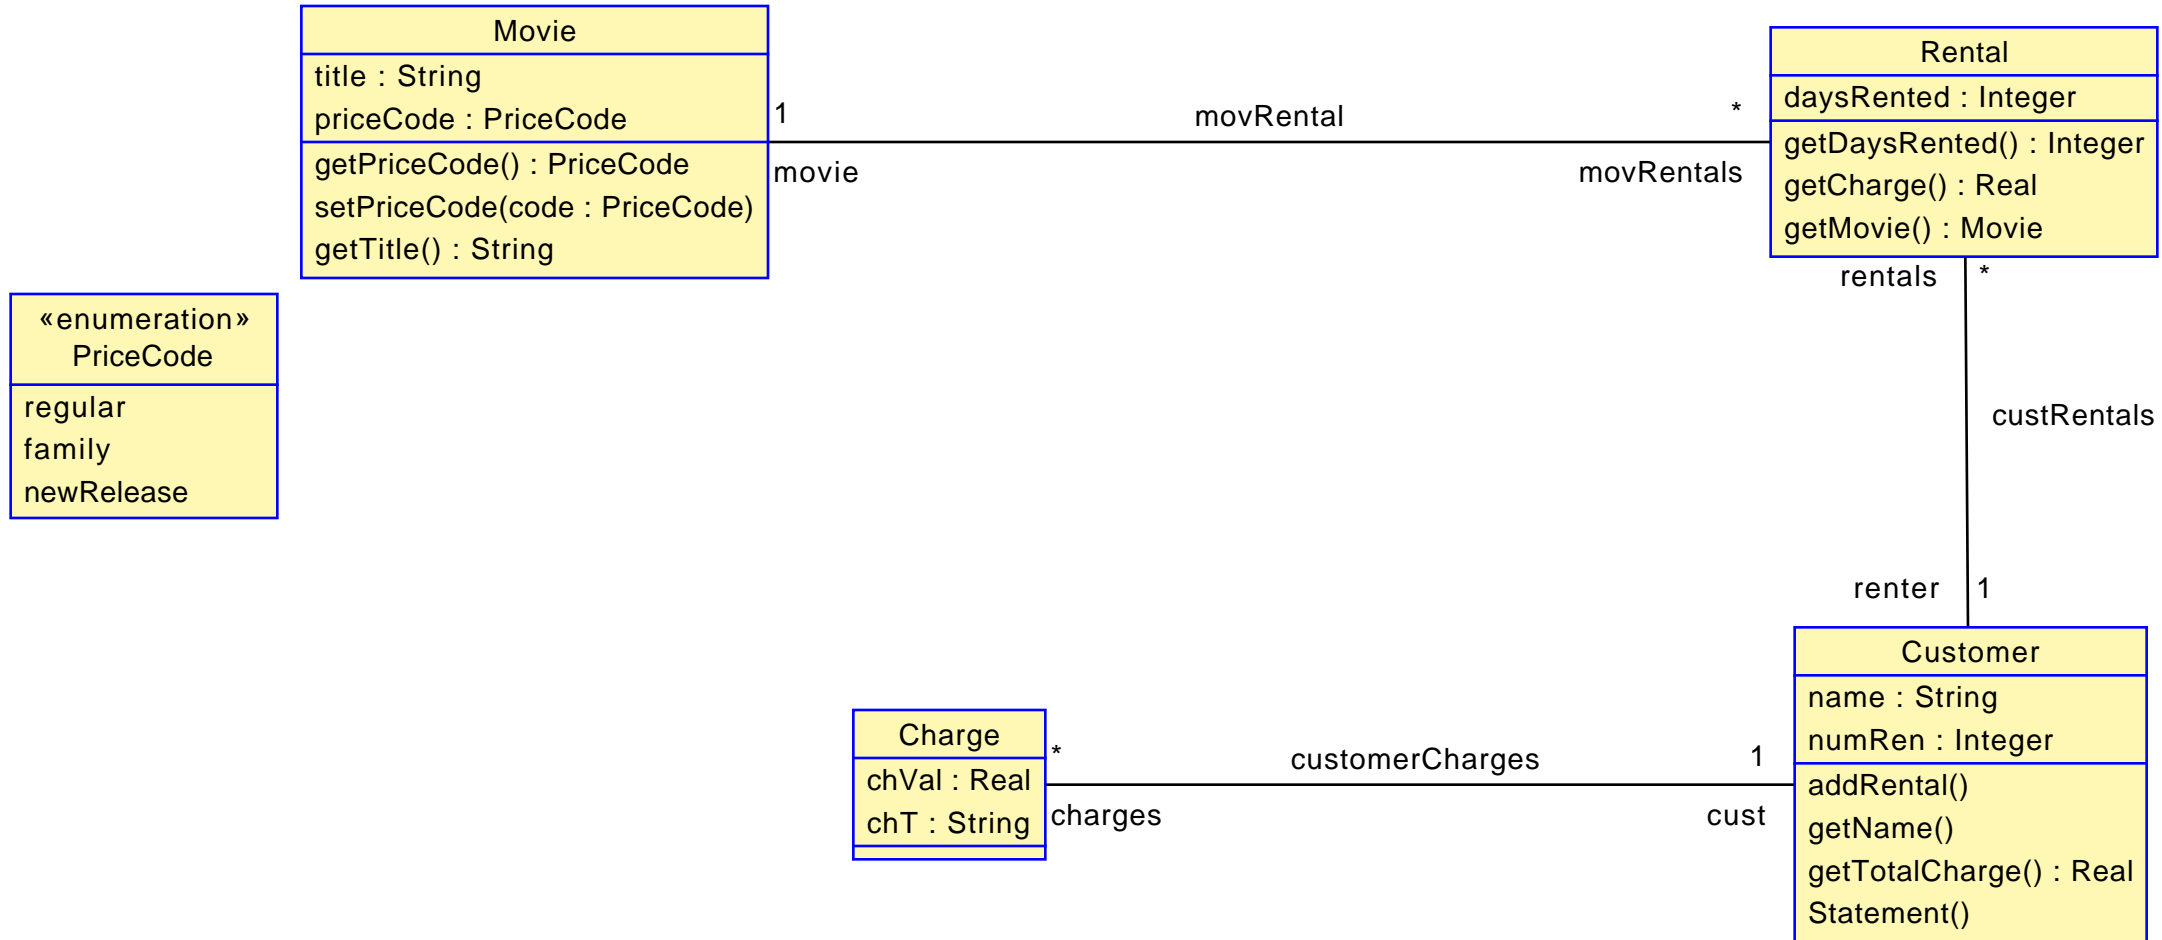 Movie
title : String
priceCode : PriceCode
getPriceCode() : PriceCode
setPriceCode(code : PriceCode)
getTitle() : String
1
movRental
*
movie
movRentals
Rental
daysRented : Integer
getDaysRented() : Integer
getCharge() : Real
getMovie() : Movie
rentals
*
«enumeration»
PriceCode
regular
family
newRelease
custRentals
renter
1
Customer
name : String
numRen : Integer
addRental()
getName()
getTotalCharge() : Real
Statement()
Charge
chVal : Real
chT : String
*
customerCharges
1
charges
cust